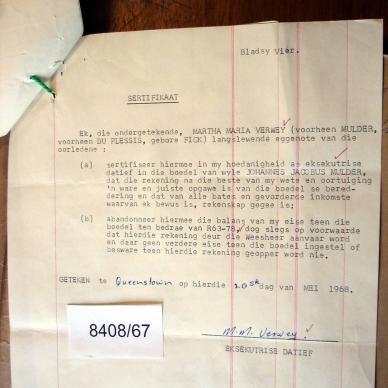 Bladsy Vier.
SERTIFIKAAT
Ek, die ondergetekende, MARTHA MARIA VERWEY (voorheen MULDER,
voorheen DU PLESSIS, gebore FICK) langslewende eggenote van die
oorledene :
(a) sertifiseer hiermee in my hoedanigheid as eksekutrise
datief in die boedel van wyle JOHANNES JACOBUS MULDER,
dat die rekening na die beste van my wete en oortuiging
'n ware en juiste opgawe is van die boedel se bered-
dering en dat van alle bates en gevorderde inkomste
waarvan ek bewus is, rekenskap gegee is;
(b) abandonneer hiermee die balans van my eise teen die
boedel ten bedrae van R63-78, dog slegs op voorwaarde
dat hierdie rekening deur die Weesheer aanvaar word
en daar geen verdere eise teen die boedel ingestel of
besware teen hierdie rekening geopper word nie.
GETEKEN te Queenstown op hierdie 20ste dag van MEI 1968.
M.M. Verwey
EKSEKUTRISE DATIEF
8408/67